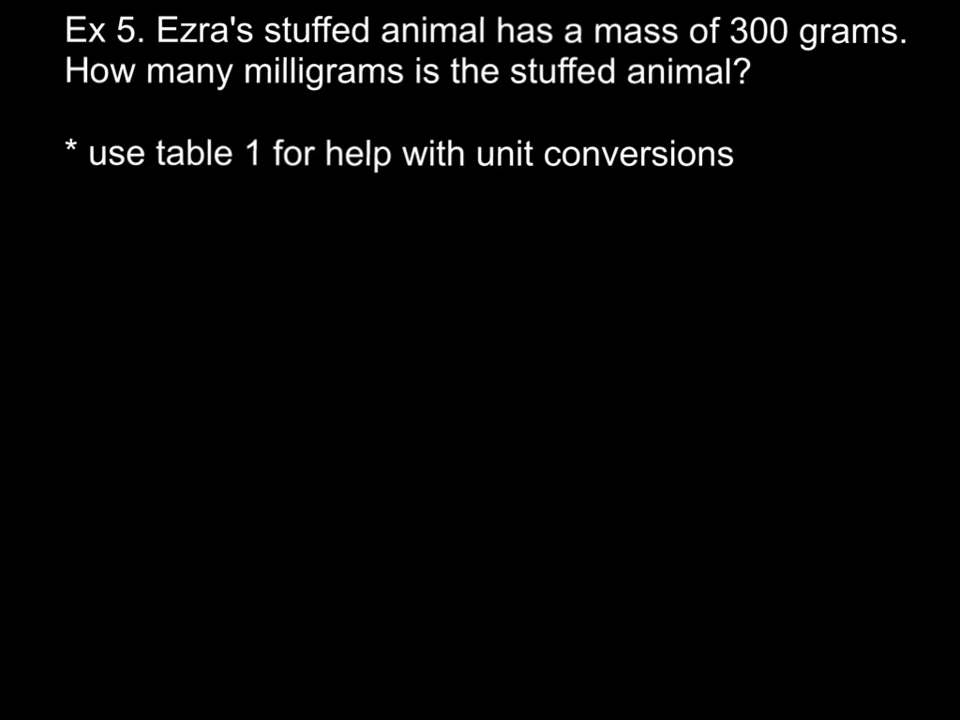 Ex 5. Ezra's stuffed animal has a mass of 300 grams.
How many milligrams is the stuffed animal?
* use table 1 for help with unit conversions